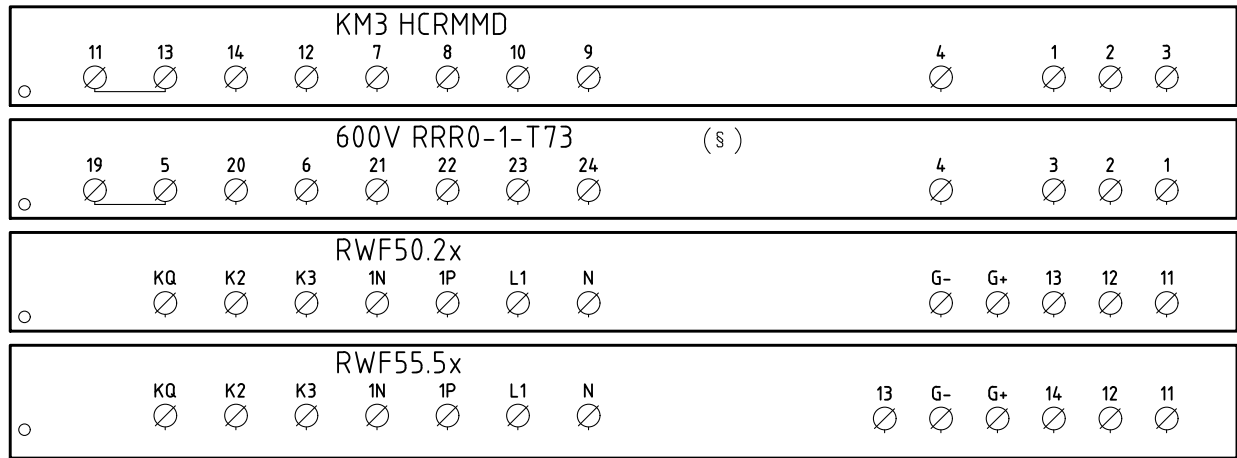 KM3 HCRMMD
11 13 14 12 7 8 10 9 4 1 2 3
600V RRR0-1-T73 (§)
19 5 20 6 21 22 23 24 4 3 2 1
RWF50.2x
KQ K2 K3 1N 1P L1 N G- G+ 13 12 11
RWF55.5x
KQ K2 K3 1N 1P L1 N 13 G- G+ 14 12 11